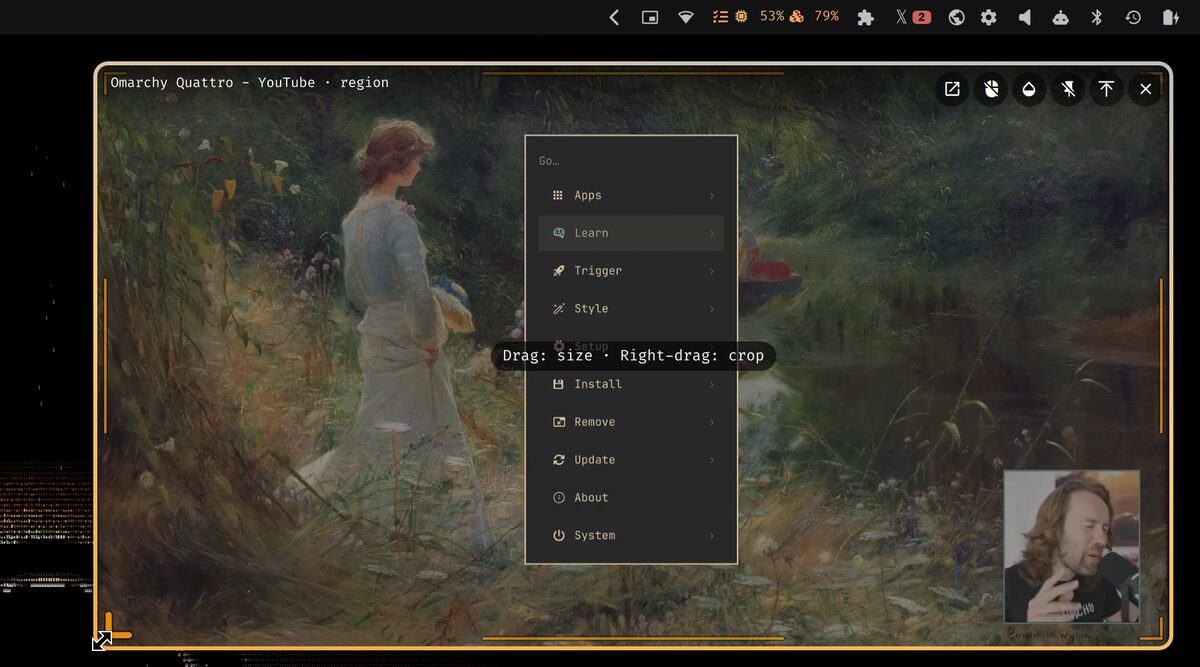 53% 79% 2
Omarchy Quattro - YouTube · region
Go…
Apps
Learn
Trigger
Style
Setup
Drag: size · Right-drag: crop
Install
Remove
Update
About
System